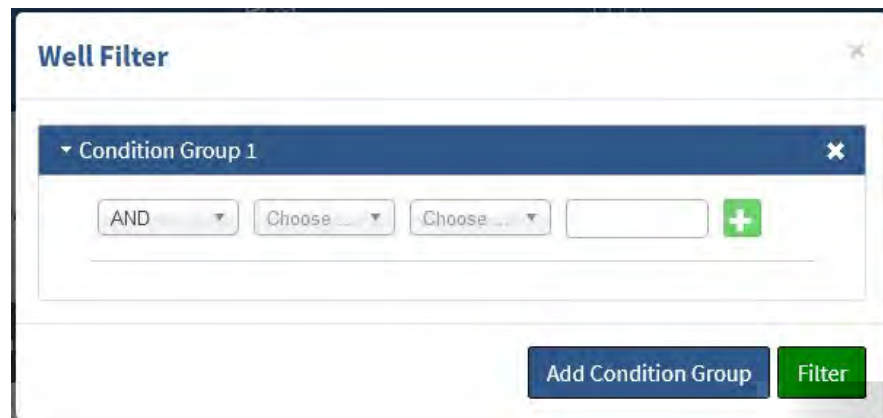 Well Filter
Condition Group 1
AND Choose ... Choose ...
Add Condition Group Filter